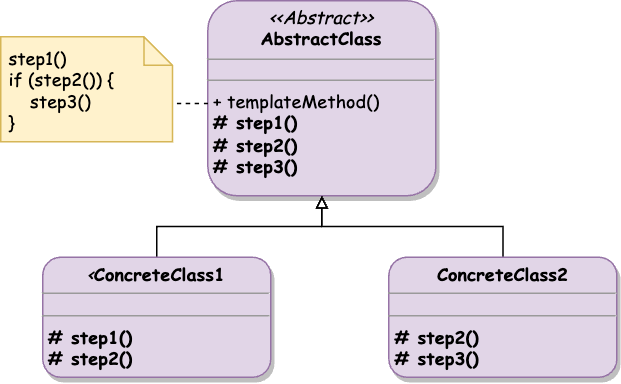 <<Abstract>>
AbstractClass
step1()
if (step2()) {
step3()
}
+ templateMethod()
# step1()
# step2()
# step3()
<ConcreteClass1
# step1()
# step2()
ConcreteClass2
# step2()
# step3()